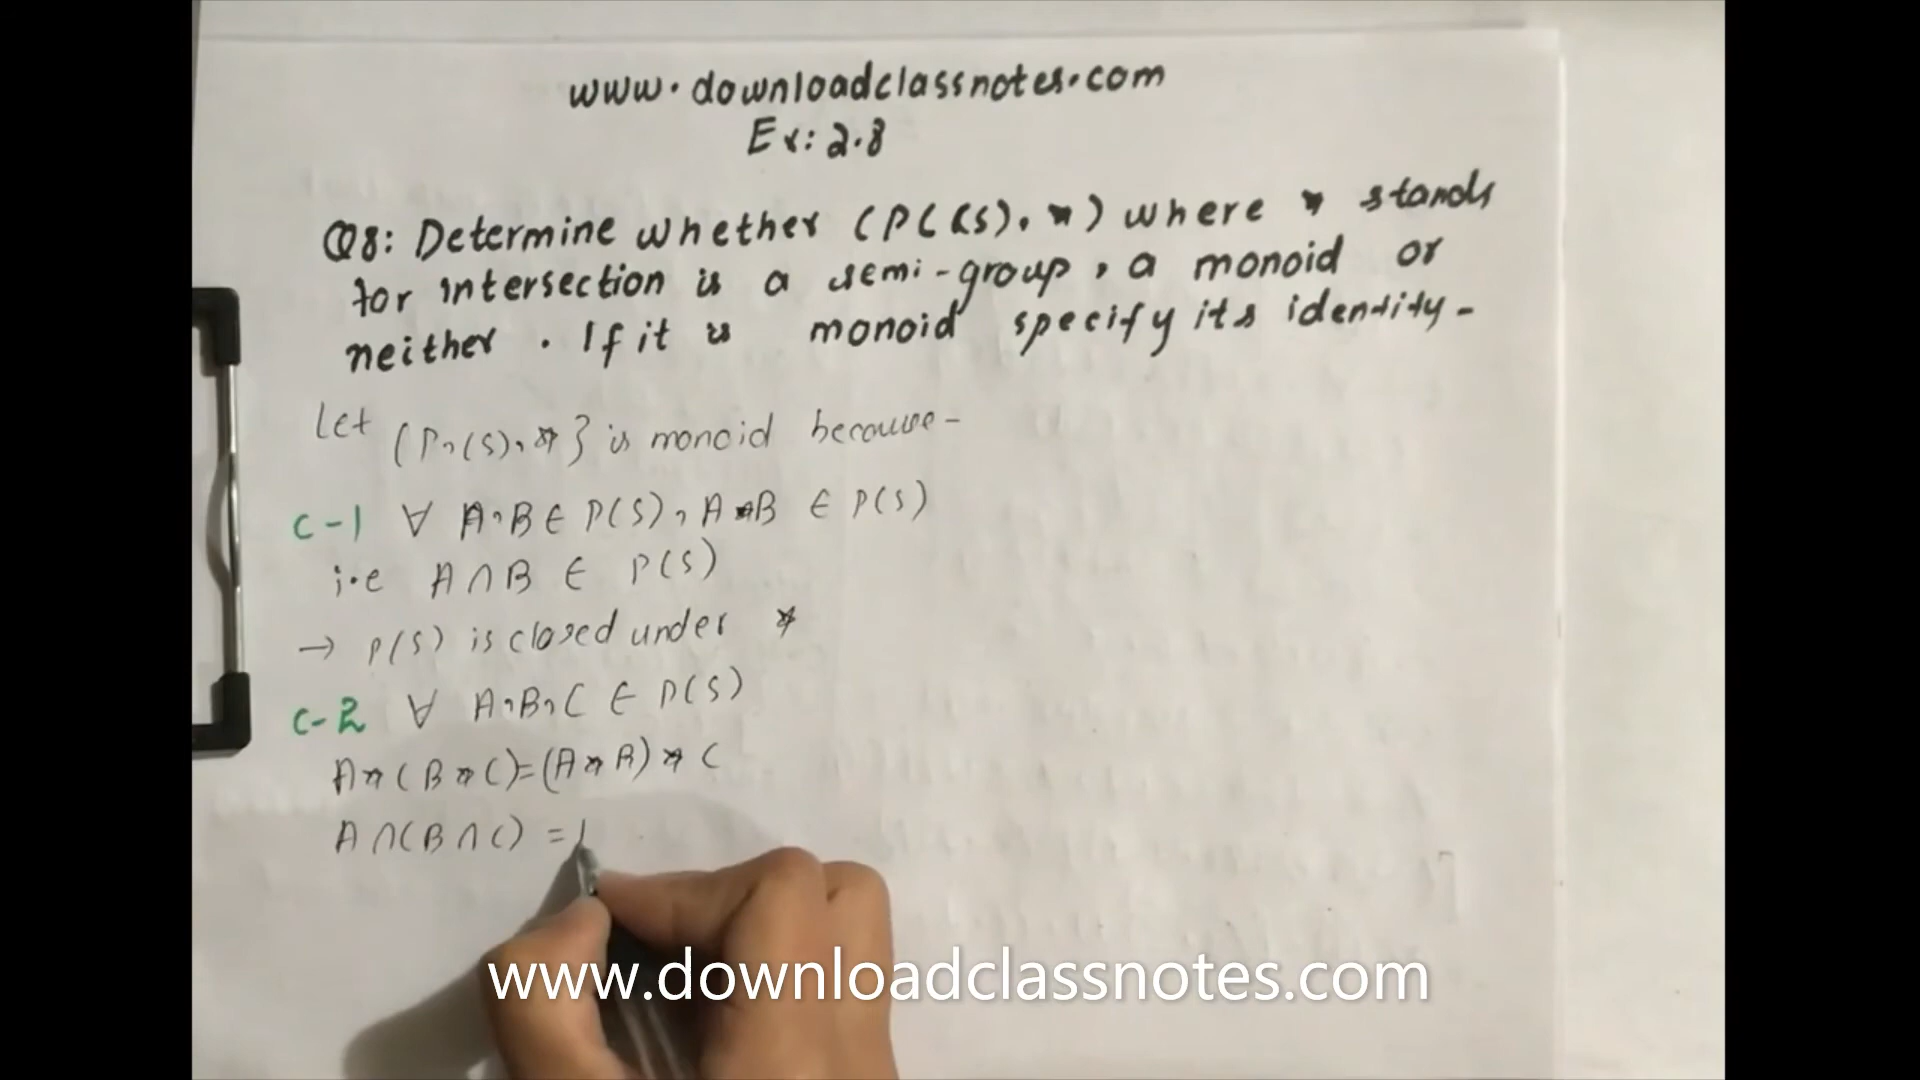 www.downloadclassnotes.com
Ex: 2.8
Q8: Determine whether (P((S), *) where * stands
for intersection is a semi-group, a monoid or
neither. If it is monoid specify its identity-
Let (P,(S),*} is monoid because-
C-1 ∀ A,B ∈ P(S), A*B ∈ P(S)
i.e A∩B ∈ P(S)
→ P(S) is closed under *
C-2 ∀ A,B,C ∈ P(S)
A*(B*C)=(A*B)*C
A∩(B∩C) =
www.downloadclassnotes.com